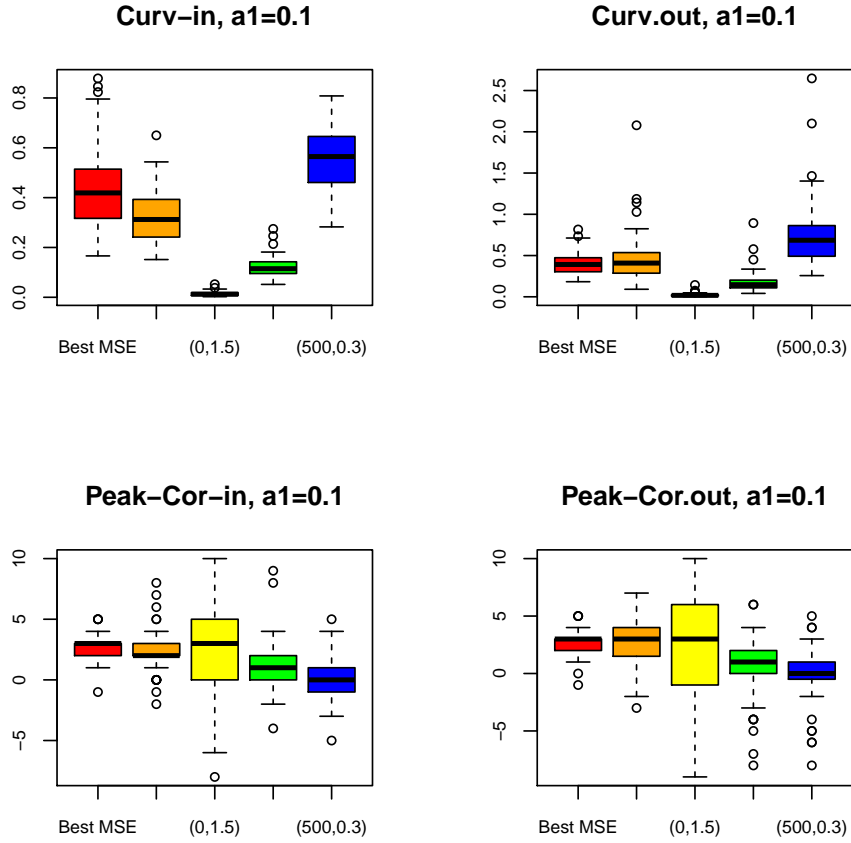 Curv−in, a1=0.1
0.8
0.6
0.4
0.2
0.0
Best MSE (0,1.5) (500,0.3)
Curv.out, a1=0.1
2.5
2.0
1.5
1.0
0.5
0.0
Best MSE (0,1.5) (500,0.3)
Peak−Cor−in, a1=0.1
10
5
0
−5
Best MSE (0,1.5) (500,0.3)
Peak−Cor.out, a1=0.1
10
5
0
−5
Best MSE (0,1.5) (500,0.3)